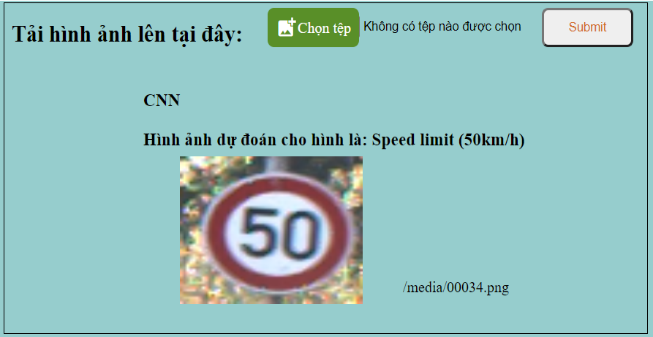 Tải hình ảnh lên tại đây: Chọn tệp Không có tệp nào được chọn Submit
CNN
Hình ảnh dự đoán cho hình là: Speed limit (50km/h)
50
/media/00034.png